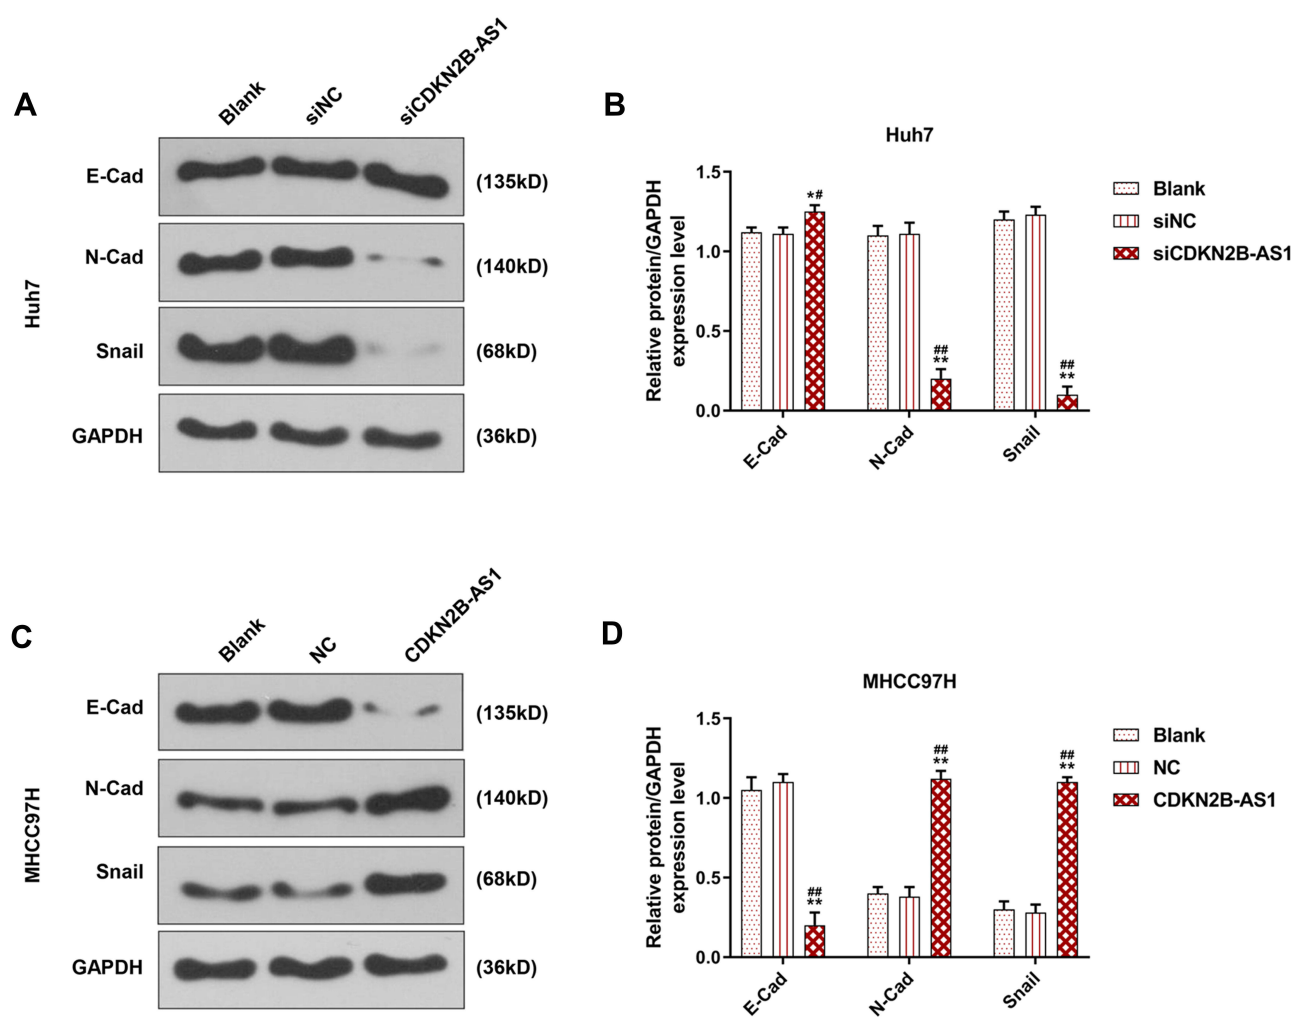 A
Blank
siNC
siCDKN2B-AS1
Huh7
E-Cad
(135kD)
N-Cad
(140kD)
Snail
(68kD)
GAPDH
(36kD)
B
Huh7
Relative protein/GAPDH
expression level
1.5
1.0
0.5
0.0
*#
##
**
##
**
E-Cad
N-Cad
Snail
Blank
siNC
siCDKN2B-AS1
C
Blank
NC
CDKN2B-AS1
MHCC97H
E-Cad
(135kD)
N-Cad
(140kD)
Snail
(68kD)
GAPDH
(36kD)
D
MHCC97H
Relative protein/GAPDH
expression level
1.5
1.0
0.5
0.0
##
**
##
**
##
**
E-Cad
N-Cad
Snail
Blank
NC
CDKN2B-AS1